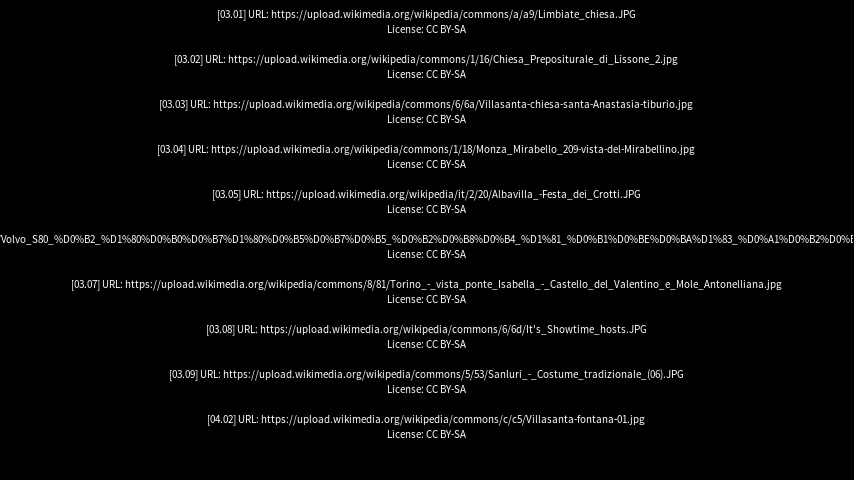 [03.01] URL: https://upload.wikimedia.org/wikipedia/commons/a/a9/Limbiate_chiesa.JPG
License: CC BY-SA
[03.02] URL: https://upload.wikimedia.org/wikipedia/commons/1/16/Chiesa_Prepositurale_di_Lissone_2.jpg
License: CC BY-SA
[03.03] URL: https://upload.wikimedia.org/wikipedia/commons/6/6a/Villasanta-chiesa-santa-Anastasia-tiburio.jpg
License: CC BY-SA
[03.04] URL: https://upload.wikimedia.org/wikipedia/commons/1/18/Monza_Mirabello_209-vista-del-Mirabellino.jpg
License: CC BY-SA
[03.05] URL: https://upload.wikimedia.org/wikipedia/it/2/20/Albavilla_-Festa_dei_Crotti.JPG
License: CC BY-SA
/Volvo_S80_%D0%B2_%D1%80%D0%B0%D0%B7%D1%80%D0%B5%D0%B7%D0%B5_%D0%B2%D0%B8%D0%B4_%D1%81_%D0%B1%D0%BE%D0%BA%D1%83_%D0%A1%D0%B2%D0%B
License: CC BY-SA
[03.07] URL: https://upload.wikimedia.org/wikipedia/commons/8/81/Torino_-_vista_ponte_Isabella_-_Castello_del_Valentino_e_Mole_Antonelliana.jpg
License: CC BY-SA
[03.08] URL: https://upload.wikimedia.org/wikipedia/commons/6/6d/It's_Showtime_hosts.JPG
License: CC BY-SA
[03.09] URL: https://upload.wikimedia.org/wikipedia/commons/5/53/Sanluri_-_Costume_tradizionale_(06).JPG
License: CC BY-SA
[04.02] URL: https://upload.wikimedia.org/wikipedia/commons/c/c5/Villasanta-fontana-01.jpg
License: CC BY-SA